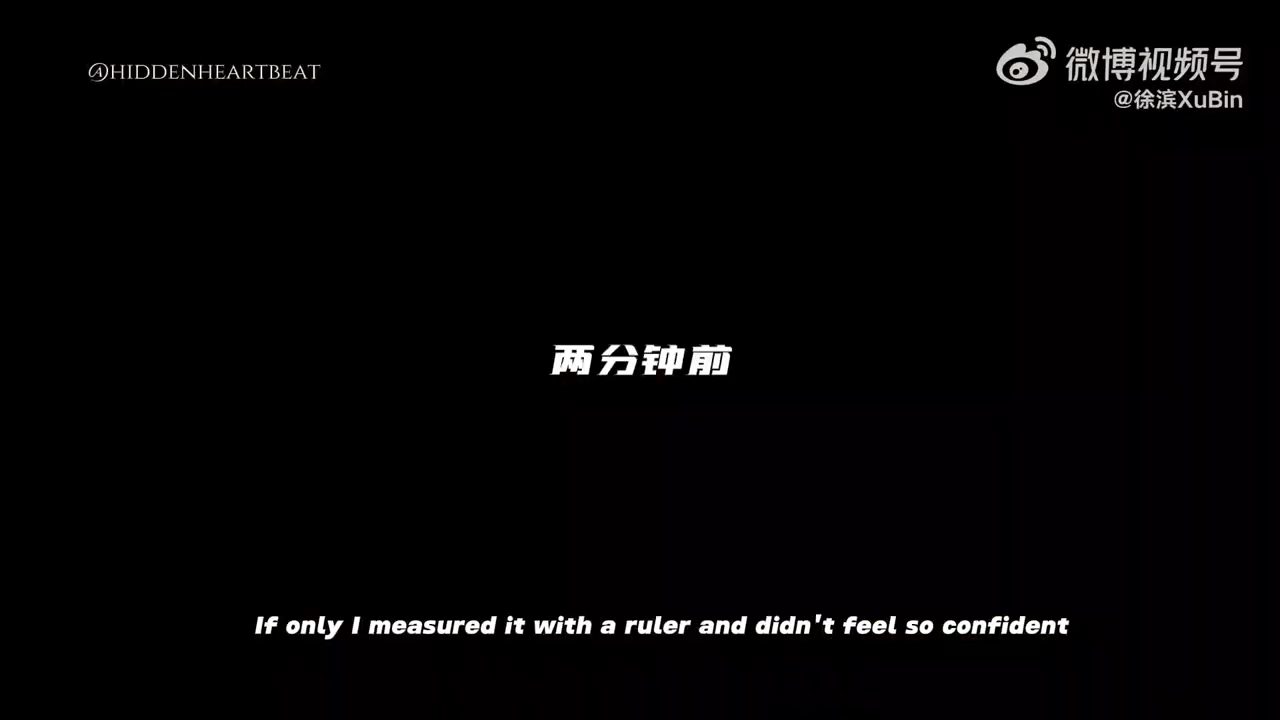 @HIDDENHEARTBEAT
微博视频号
@徐滨XuBin
两分钟前
If only I measured it with a ruler and didn't feel so confident